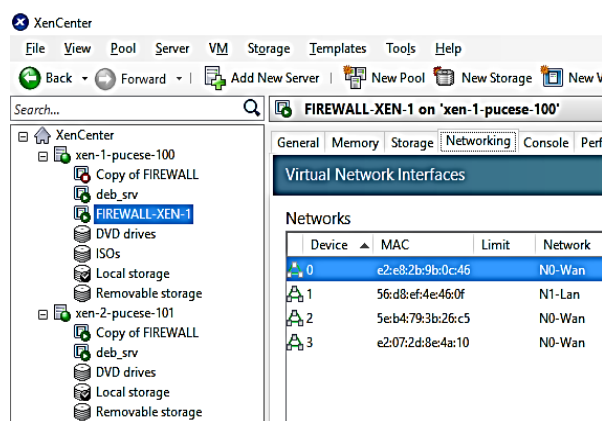 XenCenter
File View Pool Server VM Storage Templates Tools Help
Back Forward Add New Server New Pool New Storage New V
Search...
FIREWALL-XEN-1 on 'xen-1-pucese-100'
XenCenter
xen-1-pucese-100
Copy of FIREWALL
deb_srv
FIREWALL-XEN-1
DVD drives
ISOs
Local storage
Removable storage
xen-2-pucese-101
Copy of FIREWALL
deb_srv
DVD drives
Local storage
Removable storage
General Memory Storage Networking Console Perf
Virtual Network Interfaces
Networks
Device MAC Limit Network
0 e2:e8:2b:9b:0c:46 N0-Wan
1 56:d8:ef:4e:46:0f N1-Lan
2 5e:b4:79:3b:26:c5 N0-Wan
3 e2:07:2d:8e:4a:10 N0-Wan